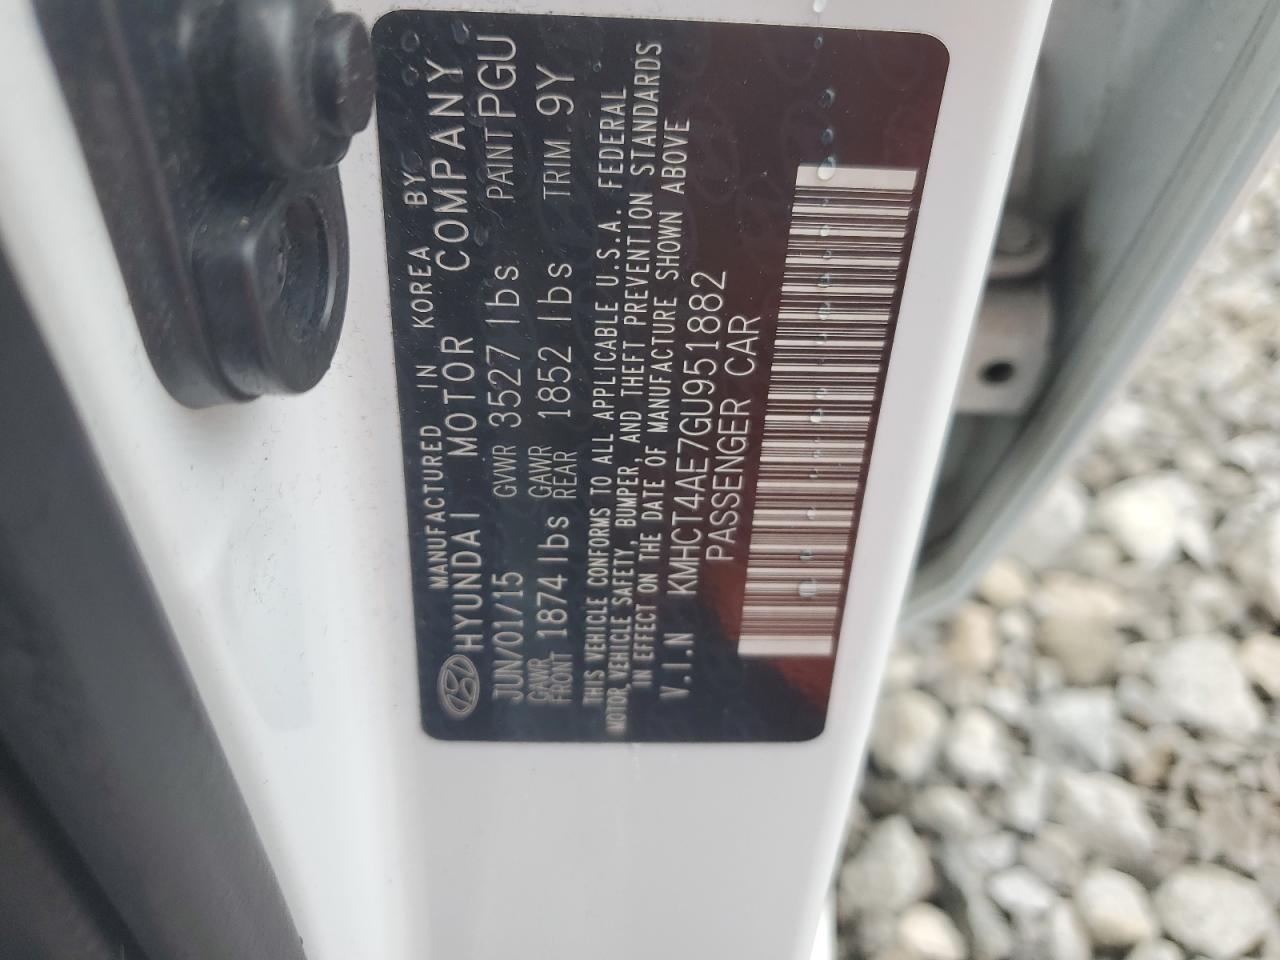 MANUFACTURED IN KOREA BY
HYUNDAI MOTOR COMPANY
JUN/01/15 GVWR 3527 lbs PAINT PGU
GAWR FRONT 1874 lbs GAWR REAR 1852 lbs TRIM 9Y
THIS VEHICLE CONFORMS TO ALL APPLICABLE U.S.A. FEDERAL
MOTOR VEHICLE SAFETY, BUMPER, AND THEFT PREVENTION STANDARDS
IN EFFECT ON THE DATE OF MANUFACTURE SHOWN ABOVE
V.I.N KMHCT4AE7GU951882
PASSENGER CAR